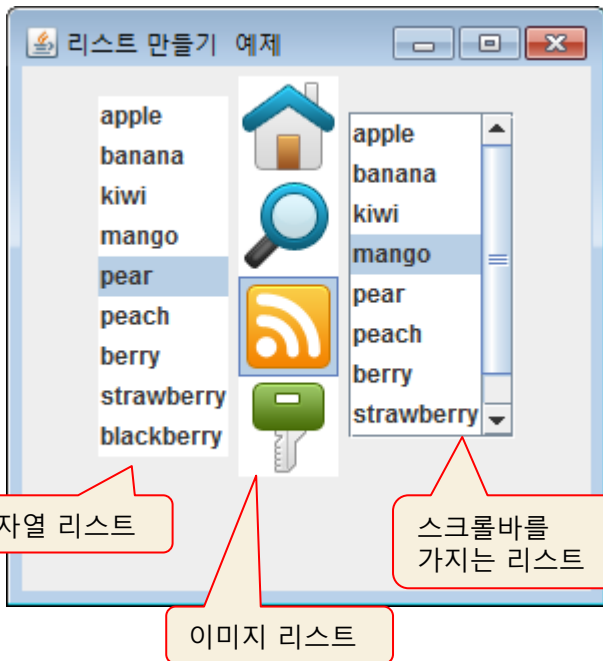 리스트 만들기 예제
apple
banana
kiwi
mango
pear
peach
berry
strawberry
blackberry
apple
banana
kiwi
mango
pear
peach
berry
strawberry
자열 리스트
이미지 리스트
스크롤바를
가지는 리스트